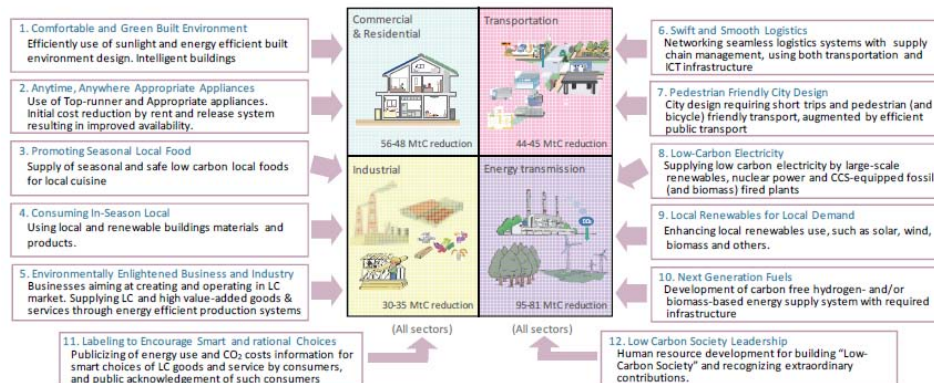 1. Comfortable and Green Built Environment
Efficiently use of sunlight and energy efficient built
environment design. Intelligent buildings
2. Anytime, Anywhere Appropriate Appliances
Use of Top-runner and Appropriate appliances.
Initial cost reduction by rent and release system
resulting in improved availability.
3. Promoting Seasonal Local Food
Supply of seasonal and safe low carbon local foods
for local cuisine
4. Consuming In-Season Local
Using local and renewable buildings materials and
products.
5. Environmentally Enlightened Business and Industry
Businesses aiming at creating and operating in LC
market. Supplying LC and high value-added goods &
services through energy efficient production systems
Commercial
& Residential
56-48 MtC reduction
Transportation
44-45 MtC reduction
Industrial
30-35 MtC reduction
Energy transmission
95-81 MtC reduction
6. Swift and Smooth Logistics
Networking seamless logistics systems with supply
chain management, using both transportation and
ICT infrastructure
7. Pedestrian Friendly City Design
City design requiring short trips and pedestrian (and
bicycle) friendly transport, augmented by efficient
public transport
8. Low-Carbon Electricity
Supplying low carbon electricity by large-scale
renewables, nuclear power and CCS-equipped fossil
(and biomass) fired plants
9. Local Renewables for Local Demand
Enhancing local renewables use, such as solar, wind,
biomass and others.
10. Next Generation Fuels
Development of carbon free hydrogen- and/or
biomass-based energy supply system with required
infrastructure
(All sectors)
(All sectors)
11. Labeling to Encourage Smart and rational Choices
Publicizing of energy use and CO₂ costs information for
smart choices of LC goods and service by consumers,
and public acknowledgement of such consumers
12. Low Carbon Society Leadership
Human resource development for building "Low-
Carbon Society" and recognizing extraordinary
contributions.